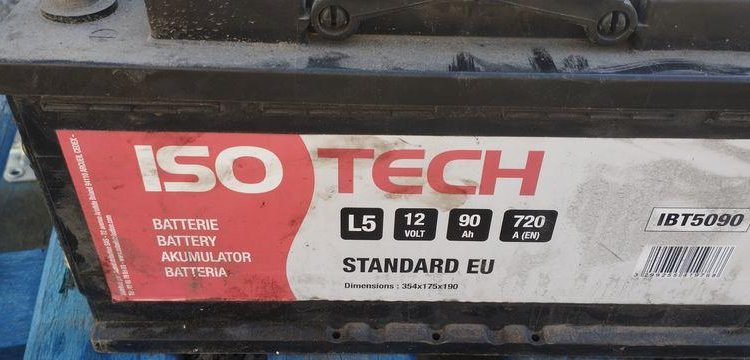 ISO TECH
BATTERIE
BATTERY
AKUMULATOR
BATTERIA
L5
12 VOLT
90 Ah
720 A (EN)
STANDARD EU
Dimensions : 354x175x190
IBT5090